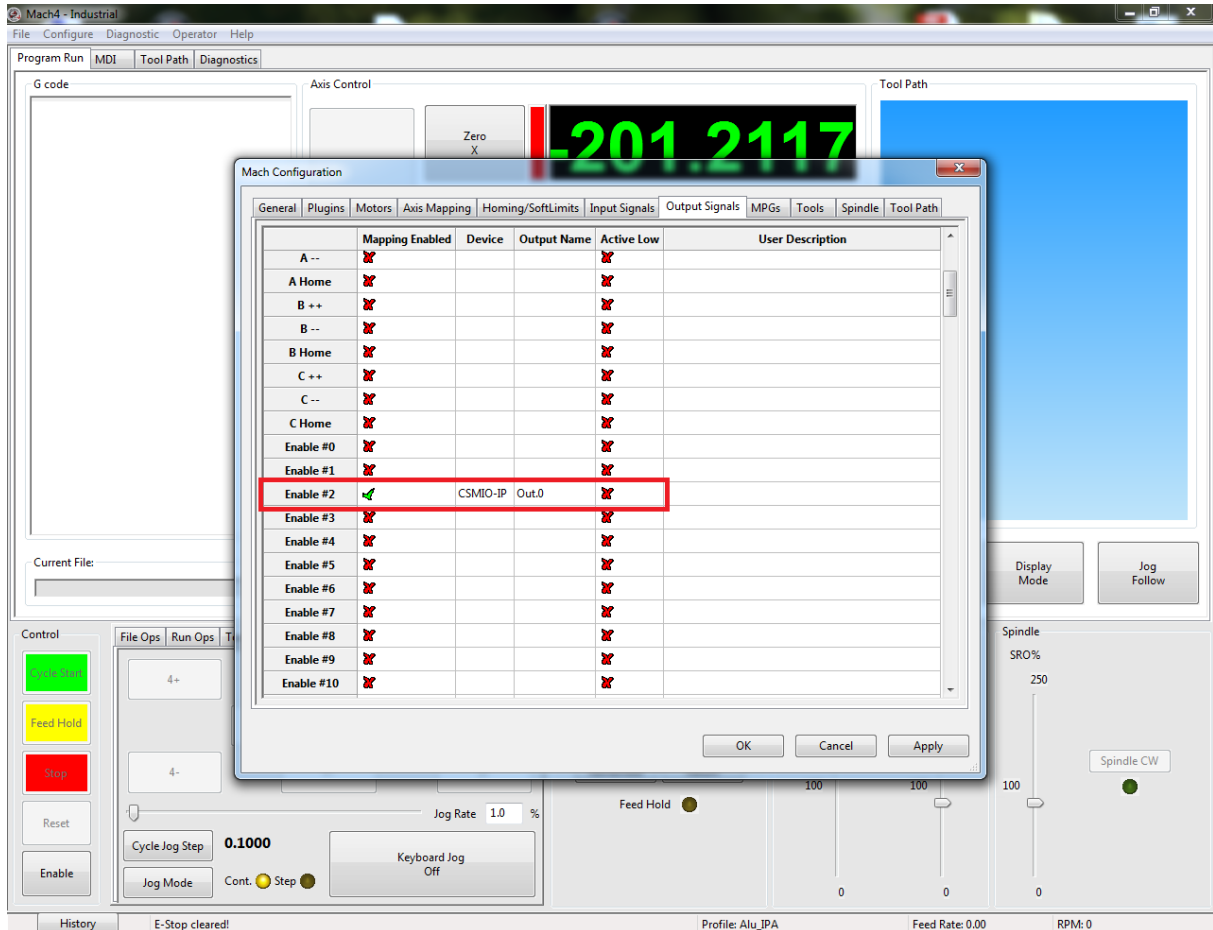 Mach4 - Industrial
File Configure Diagnostic Operator Help
Program Run MDI Tool Path Diagnostics
G code
Axis Control
Tool Path
Zero
X
-201.2117
Mach Configuration
General Plugins Motors Axis Mapping Homing/SoftLimits Input Signals Output Signals MPGs Tools Spindle Tool Path
Mapping Enabled Device Output Name Active Low User Description
A --
A Home
B ++
B --
B Home
C ++
C --
C Home
Enable #0
Enable #1
Enable #2 CSMIO-IP Out.0
Enable #3
Enable #4
Enable #5
Enable #6
Enable #7
Enable #8
Enable #9
Enable #10
OK Cancel Apply
Current File:
Display
Mode
Jog
Follow
Control
File Ops Run Ops
Spindle
SRO%
Cycle Start
4+
250
Feed Hold
Stop
4-
100 100 100
Spindle CW
Feed Hold
Jog Rate 1.0 %
Reset
Cycle Jog Step 0.1000
Keyboard Jog
Off
Enable
Jog Mode Cont. Step
0 0 0
History E-Stop cleared! Profile: Alu_IPA Feed Rate: 0.00 RPM: 0